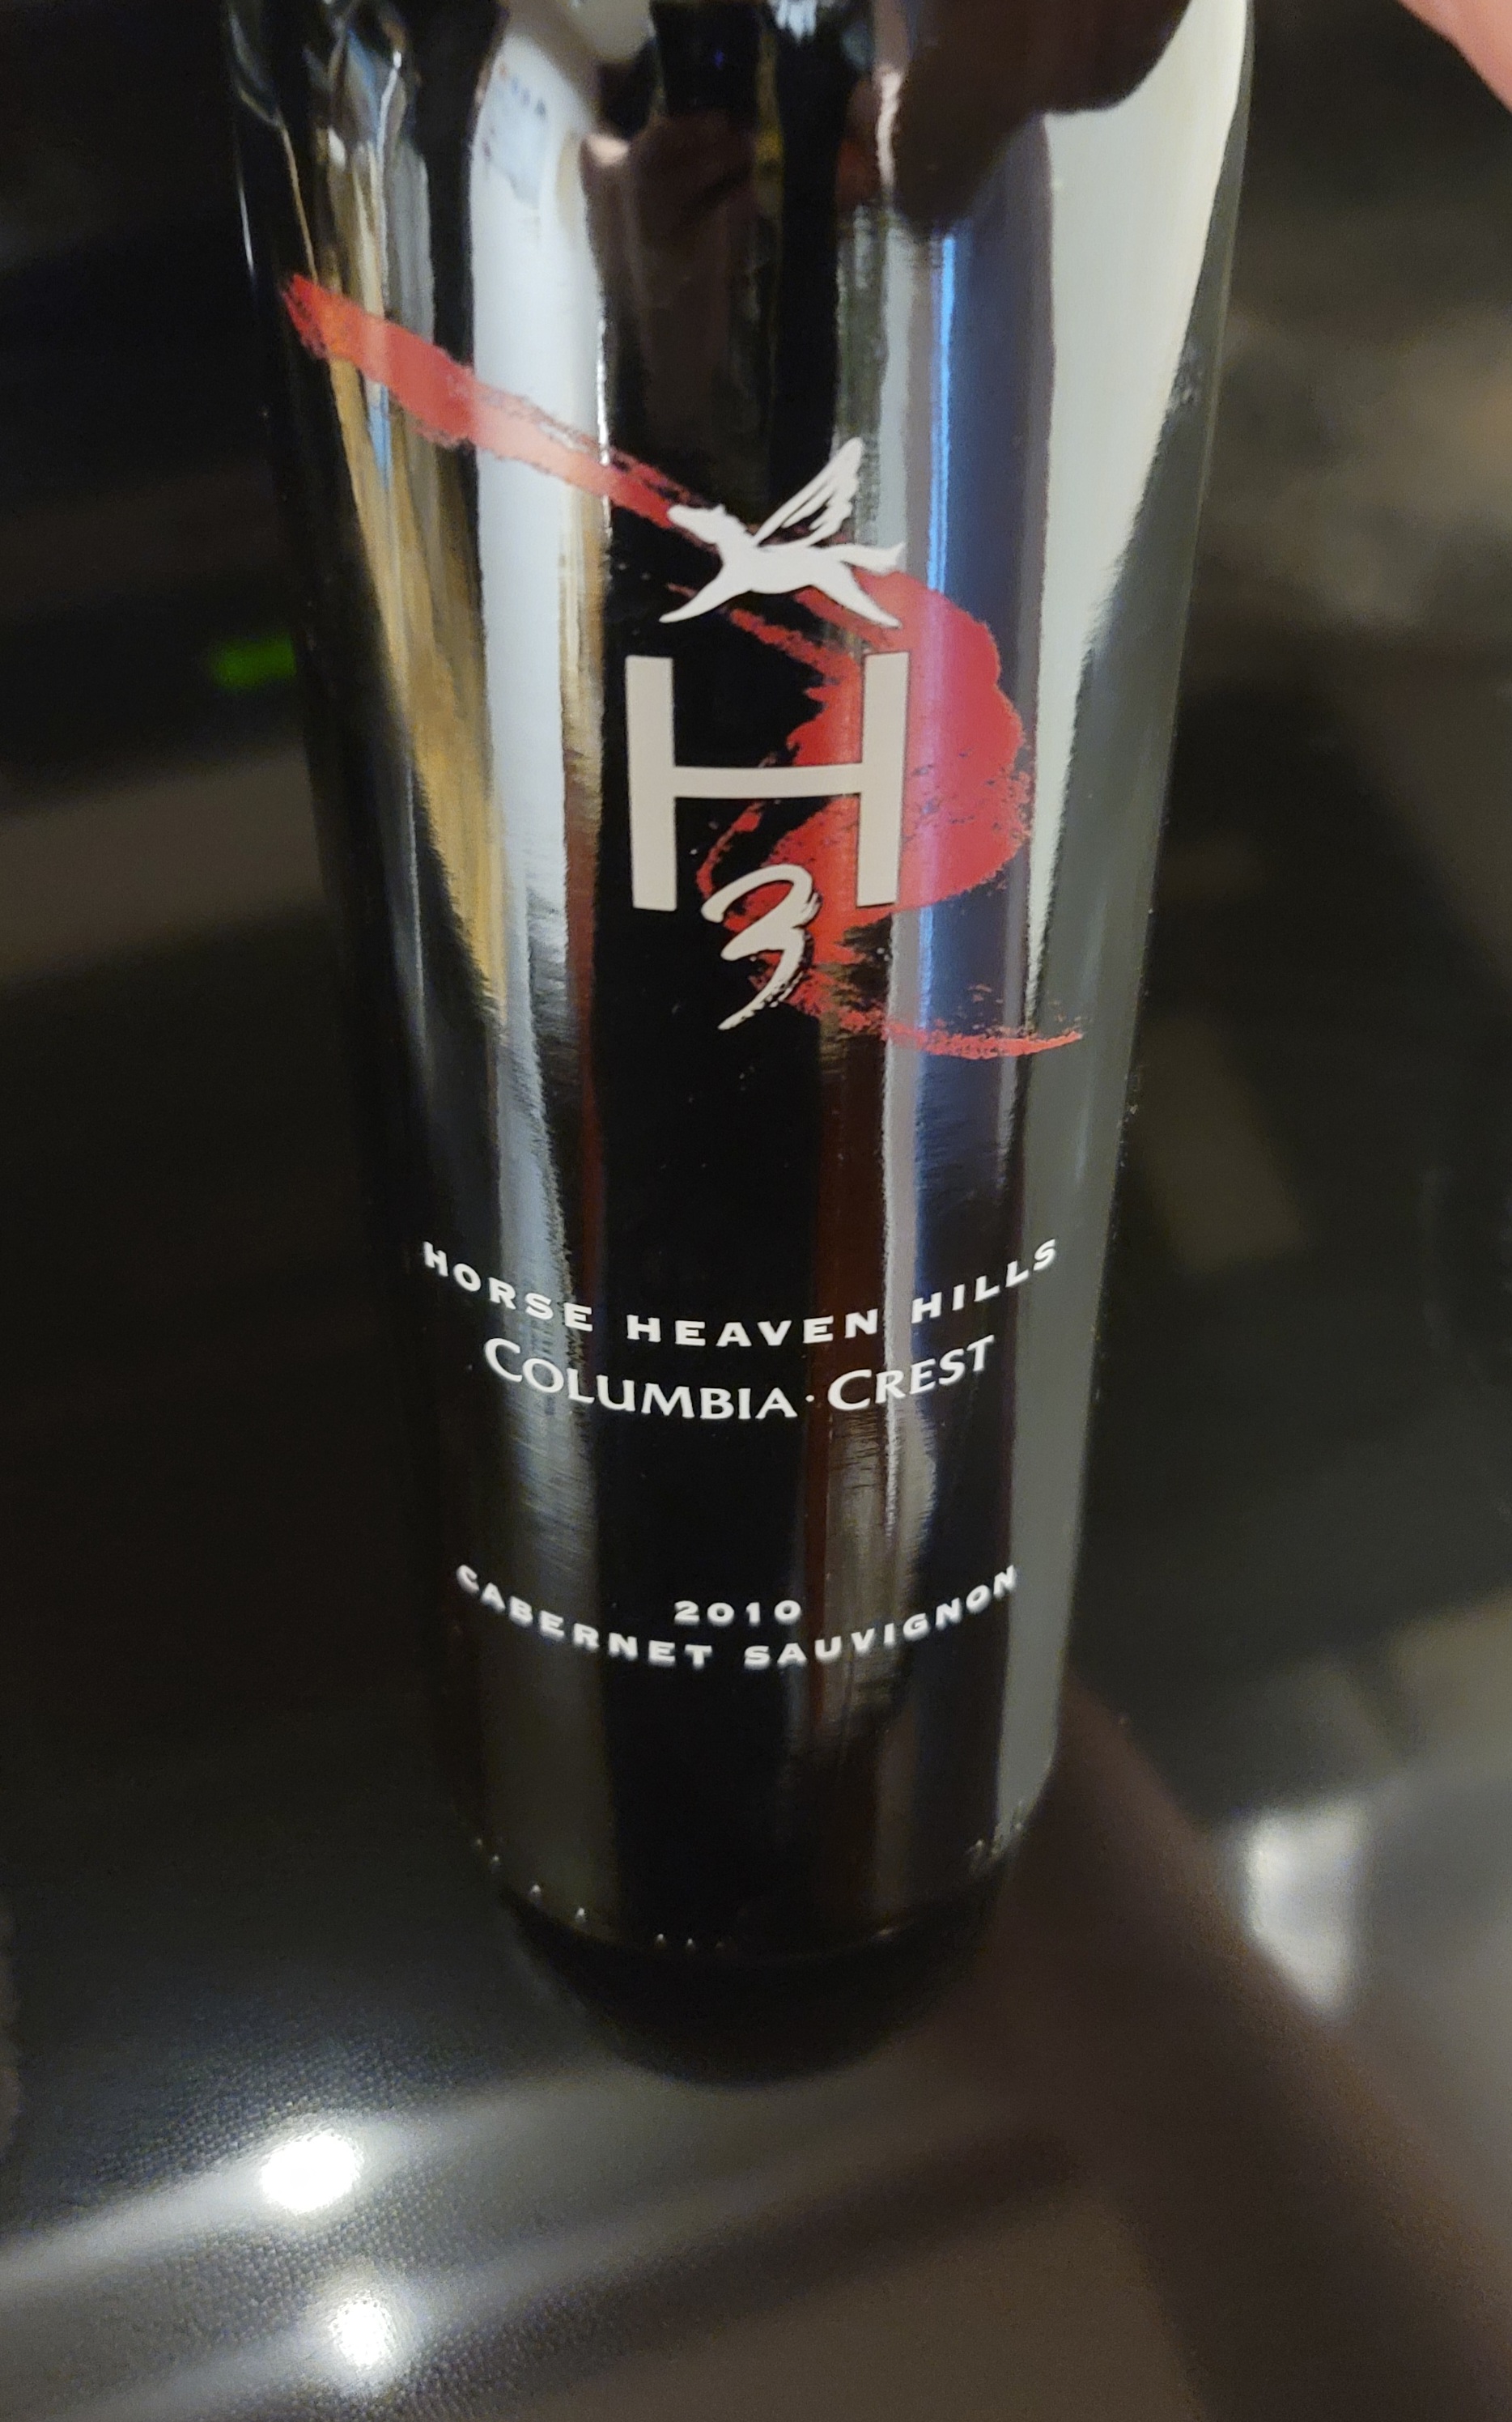 H
3
HORSE HEAVEN HILLS
COLUMBIA · CREST
2010
CABERNET SAUVIGNON